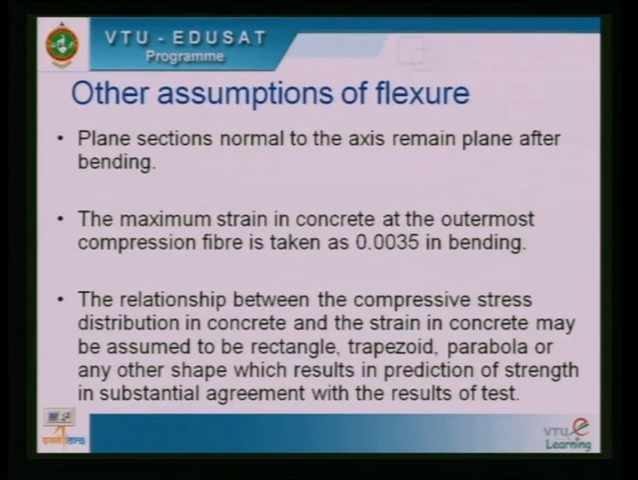 VTU - EDUSAT
Programme
Other assumptions of flexure
• Plane sections normal to the axis remain plane after
bending.
• The maximum strain in concrete at the outermost
compression fibre is taken as 0.0035 in bending.
• The relationship between the compressive stress
distribution in concrete and the strain in concrete may
be assumed to be rectangle, trapezoid, parabola or
any other shape which results in prediction of strength
in substantial agreement with the results of test.
VTU e
Learning